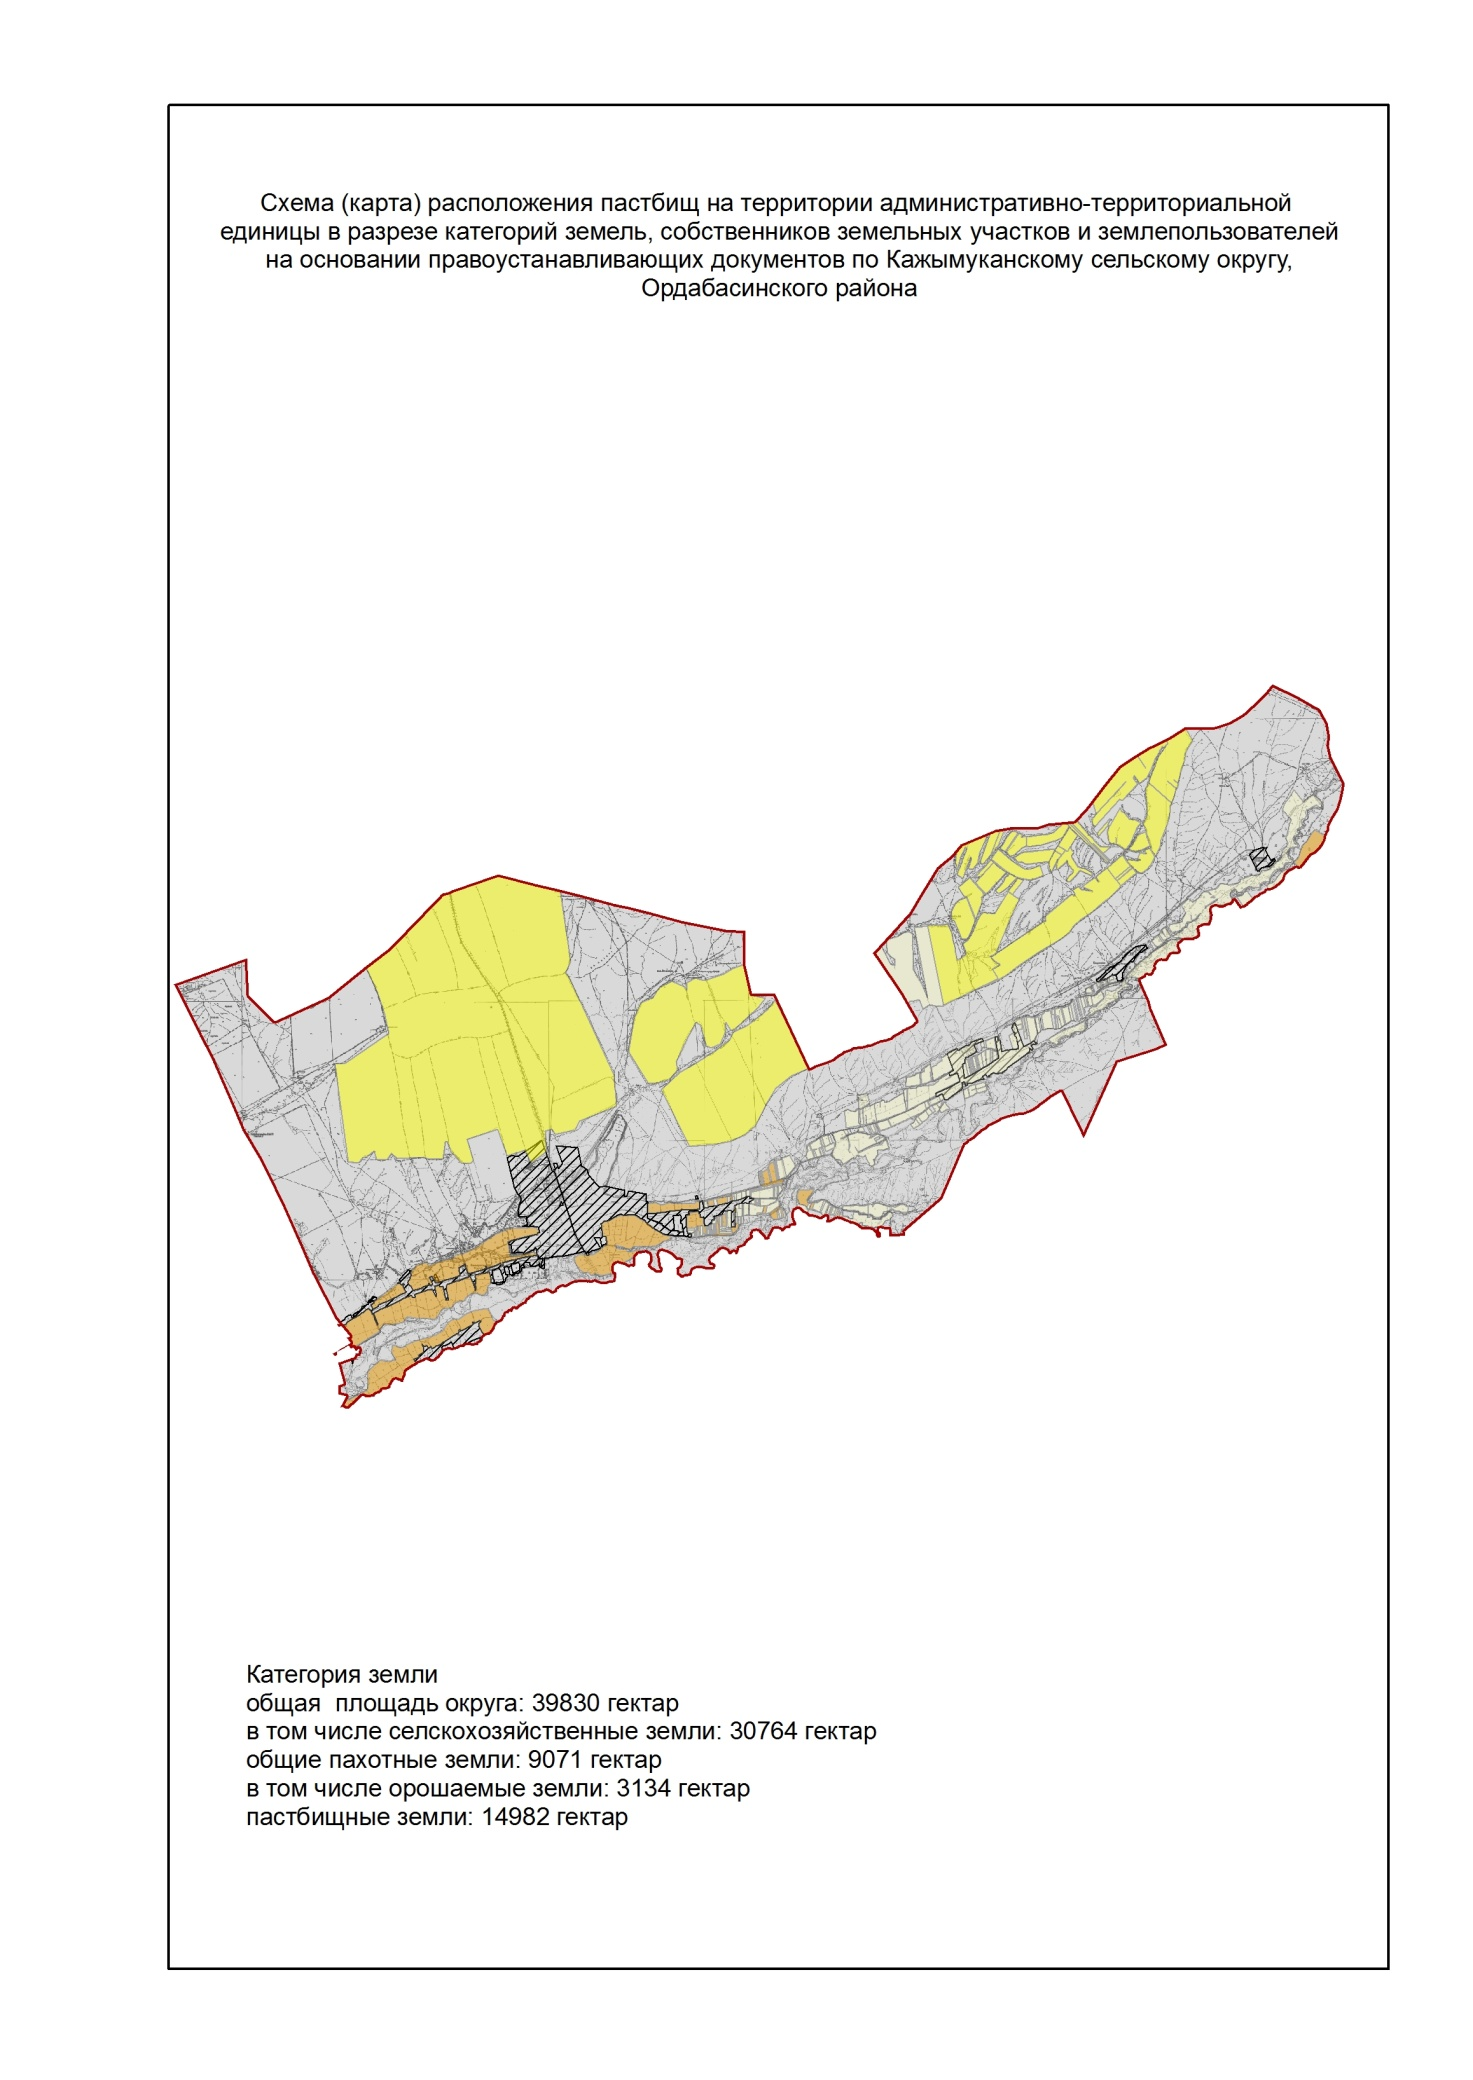 Схема (карта) расположения пастбищ на территории административно-территориальной
единицы в разрезе категорий земель, собственников земельных участков и землепользователей
на основании правоустанавливающих документов по Кажымуканскому сельскому округу,
Ордабасинского района
Категория земли
общая площадь округа: 39830 гектар
в том числе селскохозяйственные земли: 30764 гектар
общие пахотные земли: 9071 гектар
в том числе орошаемые земли: 3134 гектар
пастбищные земли: 14982 гектар